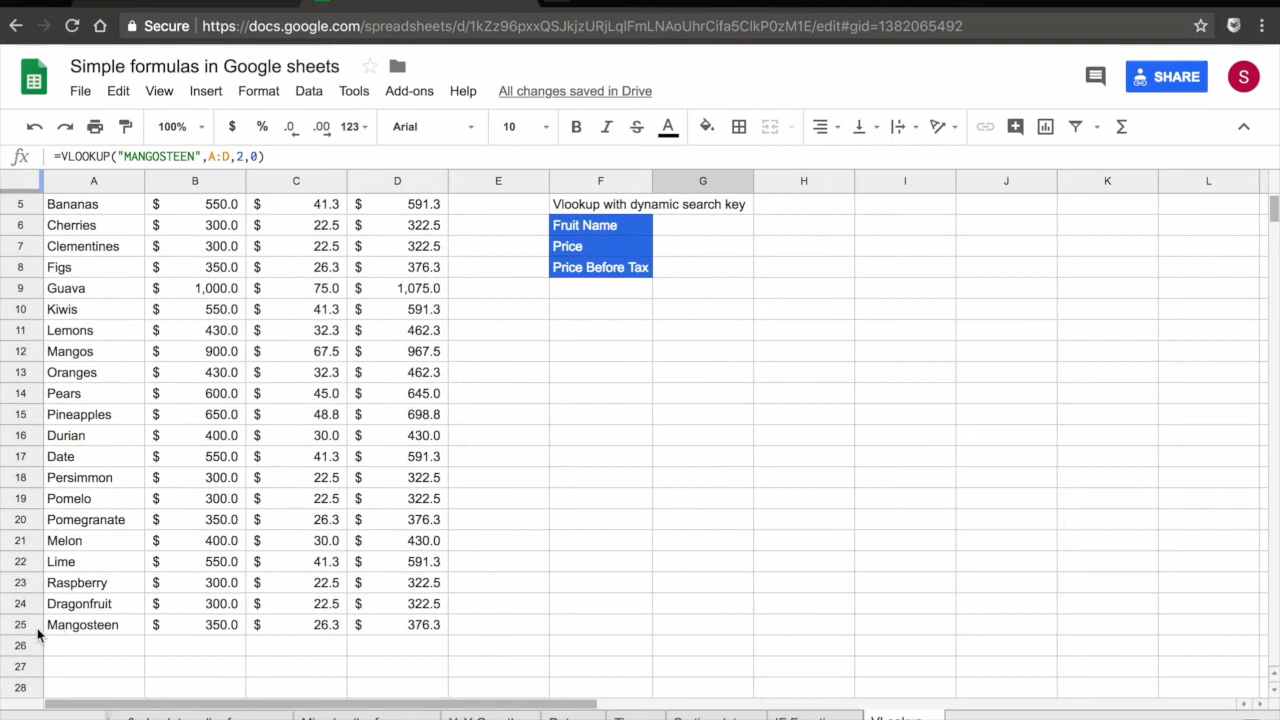 Secure https://docs.google.com/spreadsheets/d/1kZz96pxxQSJkjzURjLqlFmLNAoUhrCifa5ClkP0zM1E/edit#gid=1382065492
Simple formulas in Google sheets
SHARE S
File Edit View Insert Format Data Tools Add-ons Help All changes saved in Drive
100% $ % .0 .00 123 Arial 10 B I S A Σ
fx =VLOOKUP("MANGOSTEEN",A:D,2,0)
A B C D E F G H I J K L
5 Bananas $ 550.0 $ 41.3 $ 591.3 Vlookup with dynamic search key
6 Cherries $ 300.0 $ 22.5 $ 322.5 Fruit Name
7 Clementines $ 300.0 $ 22.5 $ 322.5 Price
8 Figs $ 350.0 $ 26.3 $ 376.3 Price Before Tax
9 Guava $ 1,000.0 $ 75.0 $ 1,075.0
10 Kiwis $ 550.0 $ 41.3 $ 591.3
11 Lemons $ 430.0 $ 32.3 $ 462.3
12 Mangos $ 900.0 $ 67.5 $ 967.5
13 Oranges $ 430.0 $ 32.3 $ 462.3
14 Pears $ 600.0 $ 45.0 $ 645.0
15 Pineapples $ 650.0 $ 48.8 $ 698.8
16 Durian $ 400.0 $ 30.0 $ 430.0
17 Date $ 550.0 $ 41.3 $ 591.3
18 Persimmon $ 300.0 $ 22.5 $ 322.5
19 Pomelo $ 300.0 $ 22.5 $ 322.5
20 Pomegranate $ 350.0 $ 26.3 $ 376.3
21 Melon $ 400.0 $ 30.0 $ 430.0
22 Lime $ 550.0 $ 41.3 $ 591.3
23 Raspberry $ 300.0 $ 22.5 $ 322.5
24 Dragonfruit $ 300.0 $ 22.5 $ 322.5
25 Mangosteen $ 350.0 $ 26.3 $ 376.3
26
27
28